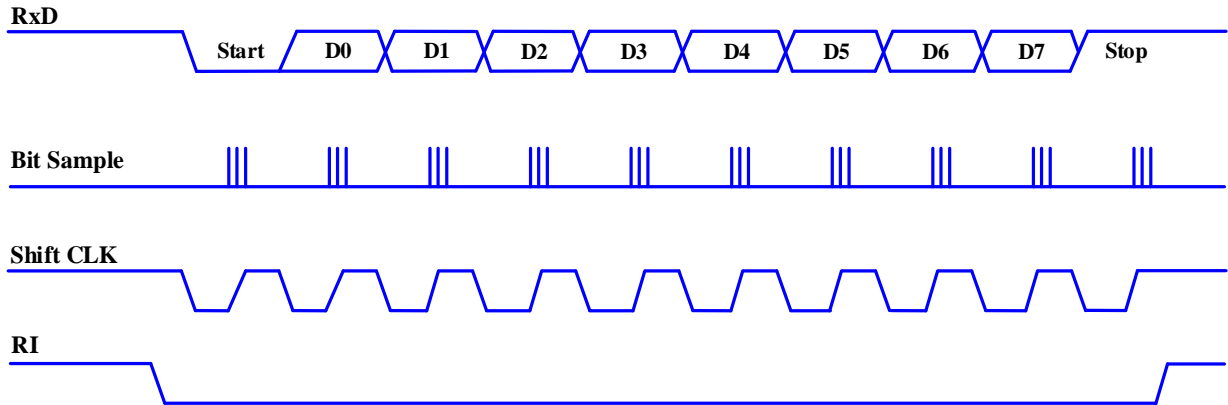 RxD
Start D0 D1 D2 D3 D4 D5 D6 D7 Stop
Bit Sample
Shift CLK
RI